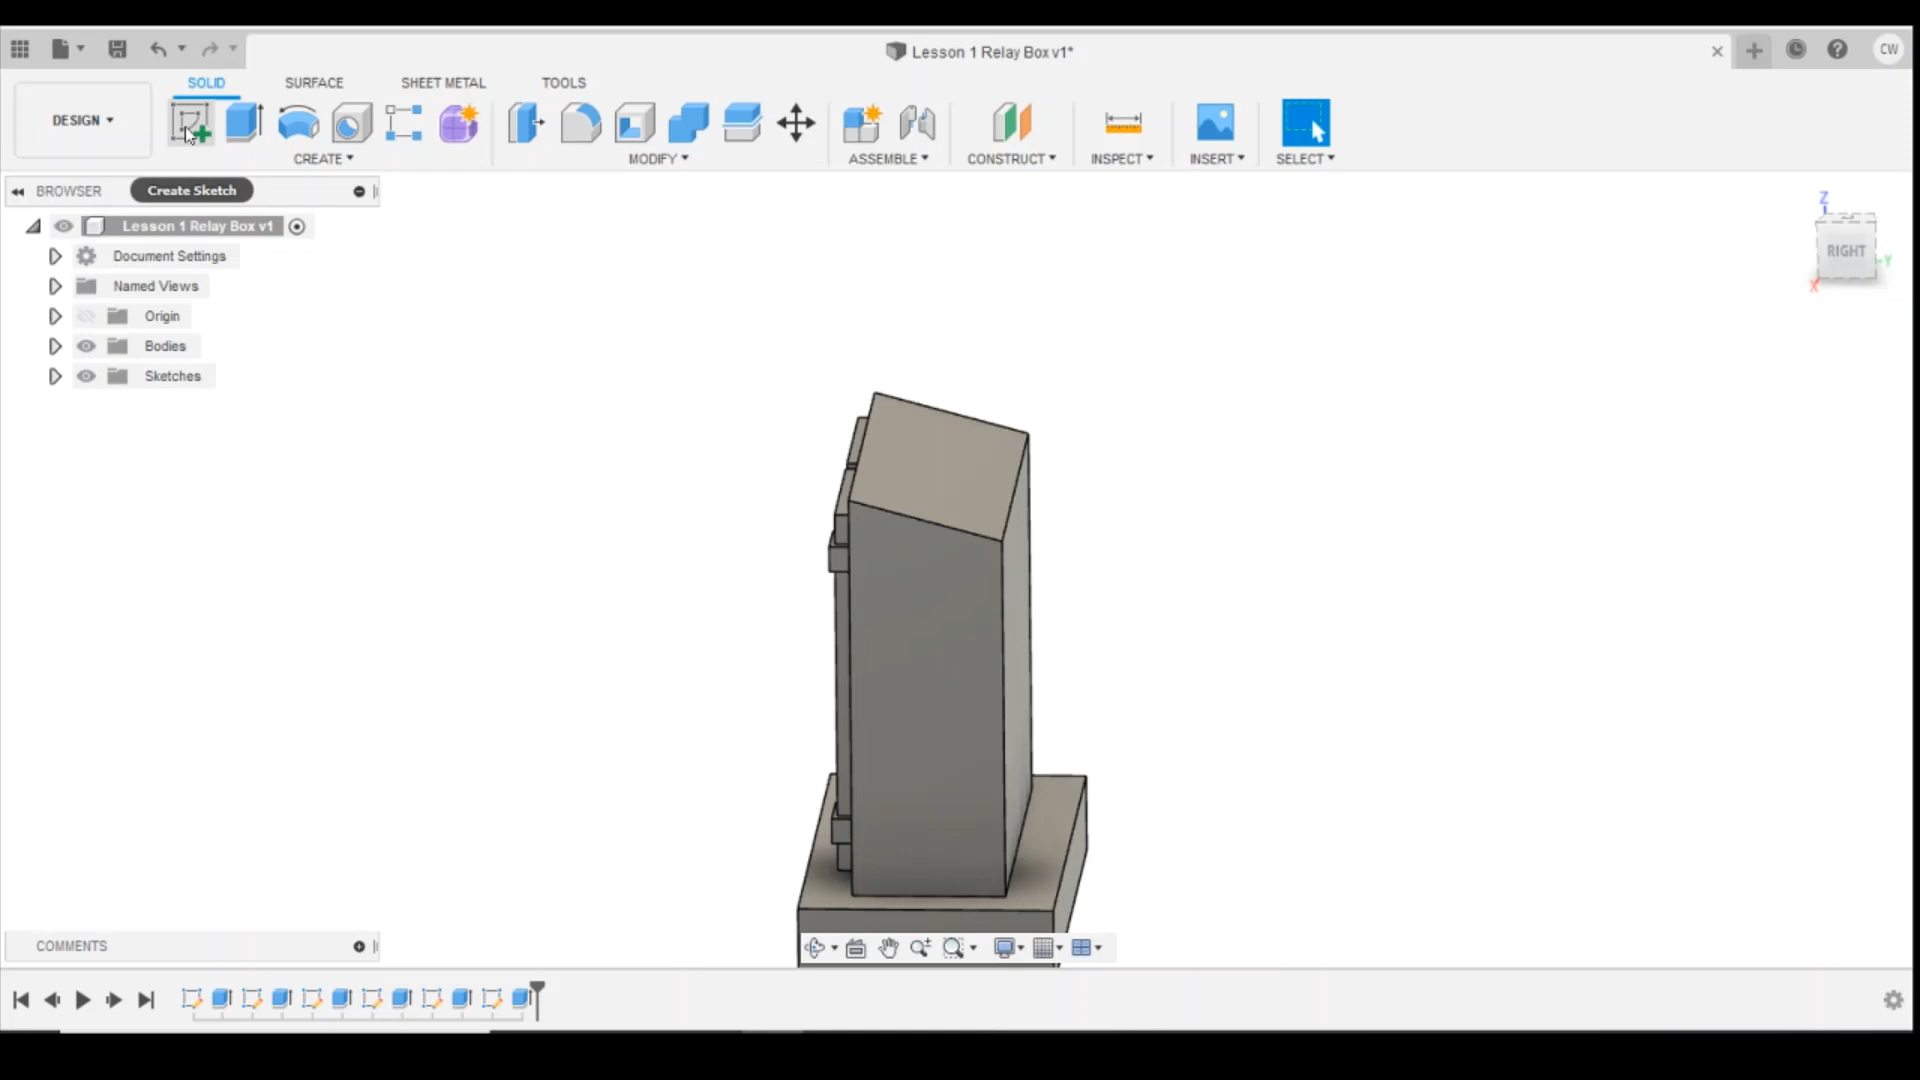 Lesson 1 Relay Box v1*
CW
SOLID
SURFACE
SHEET METAL
TOOLS
DESIGN
CREATE
MODIFY
ASSEMBLE
CONSTRUCT
INSPECT
INSERT
SELECT
BROWSER
Create Sketch
Lesson 1 Relay Box v1
Document Settings
Named Views
Origin
Bodies
Sketches
Z
RIGHT
Y
X
COMMENTS